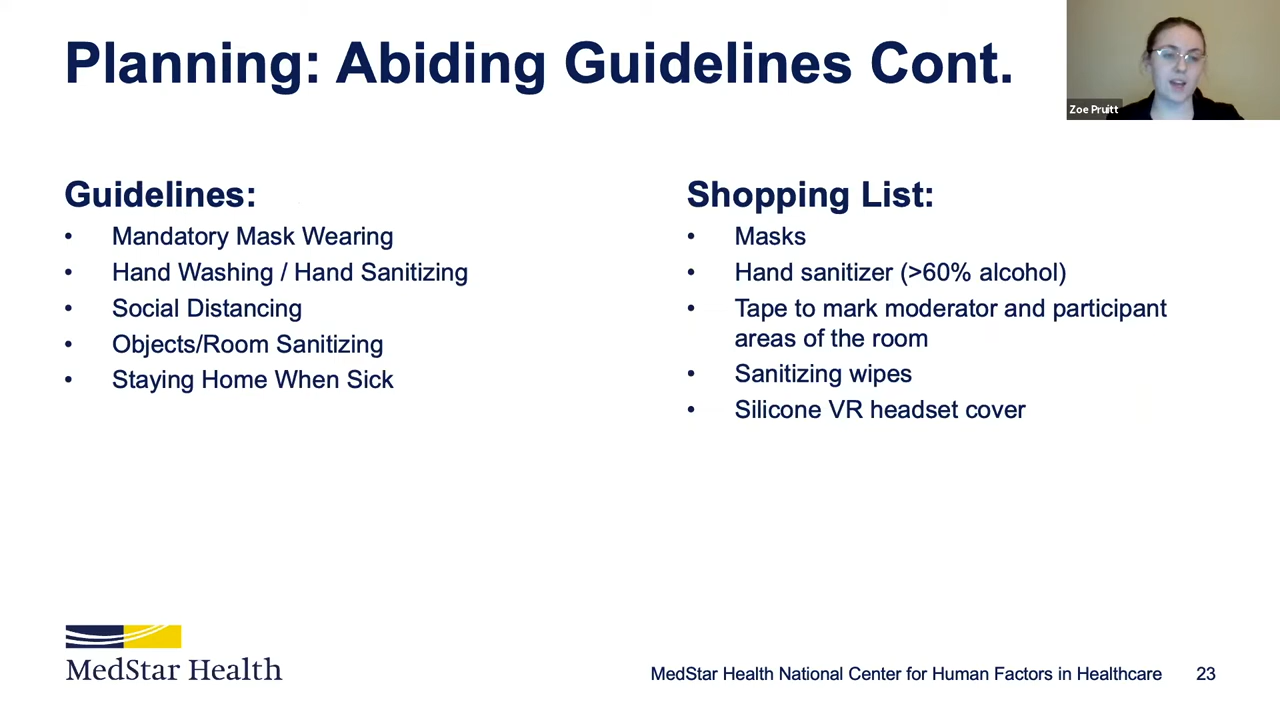 Planning: Abiding Guidelines Cont.
Zoe Pruitt
Guidelines:
• Mandatory Mask Wearing
• Hand Washing / Hand Sanitizing
• Social Distancing
• Objects/Room Sanitizing
• Staying Home When Sick
Shopping List:
• Masks
• Hand sanitizer (>60% alcohol)
• Tape to mark moderator and participant
areas of the room
• Sanitizing wipes
• Silicone VR headset cover
MedStar Health
MedStar Health National Center for Human Factors in Healthcare 23